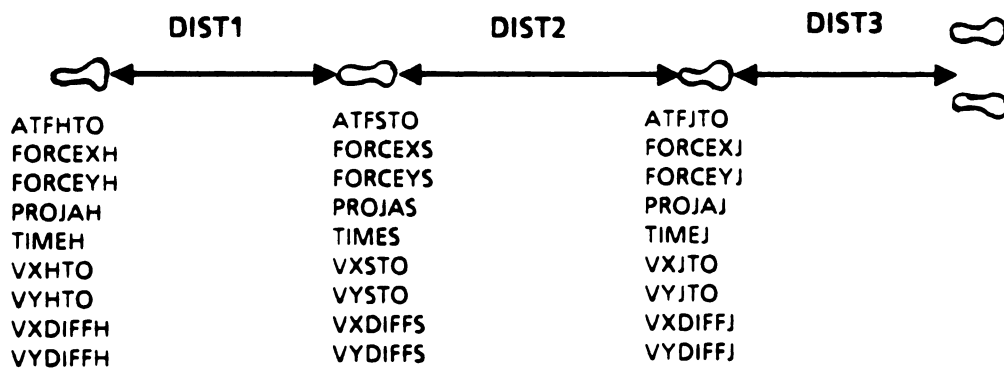 DIST1 DIST2 DIST3
ATFHTO ATFSTO ATFJTO
FORCEXH FORCEXS FORCEXJ
FORCEYH FORCEYS FORCEYJ
PROJAH PROJAS PROJAJ
TIMEH TIMES TIMEJ
VXHTO VXSTO VXJTO
VYHTO VYSTO VYJTO
VXDIFFH VXDIFFS VXDIFFJ
VYDIFFH VYDIFFS VYDIFFJ